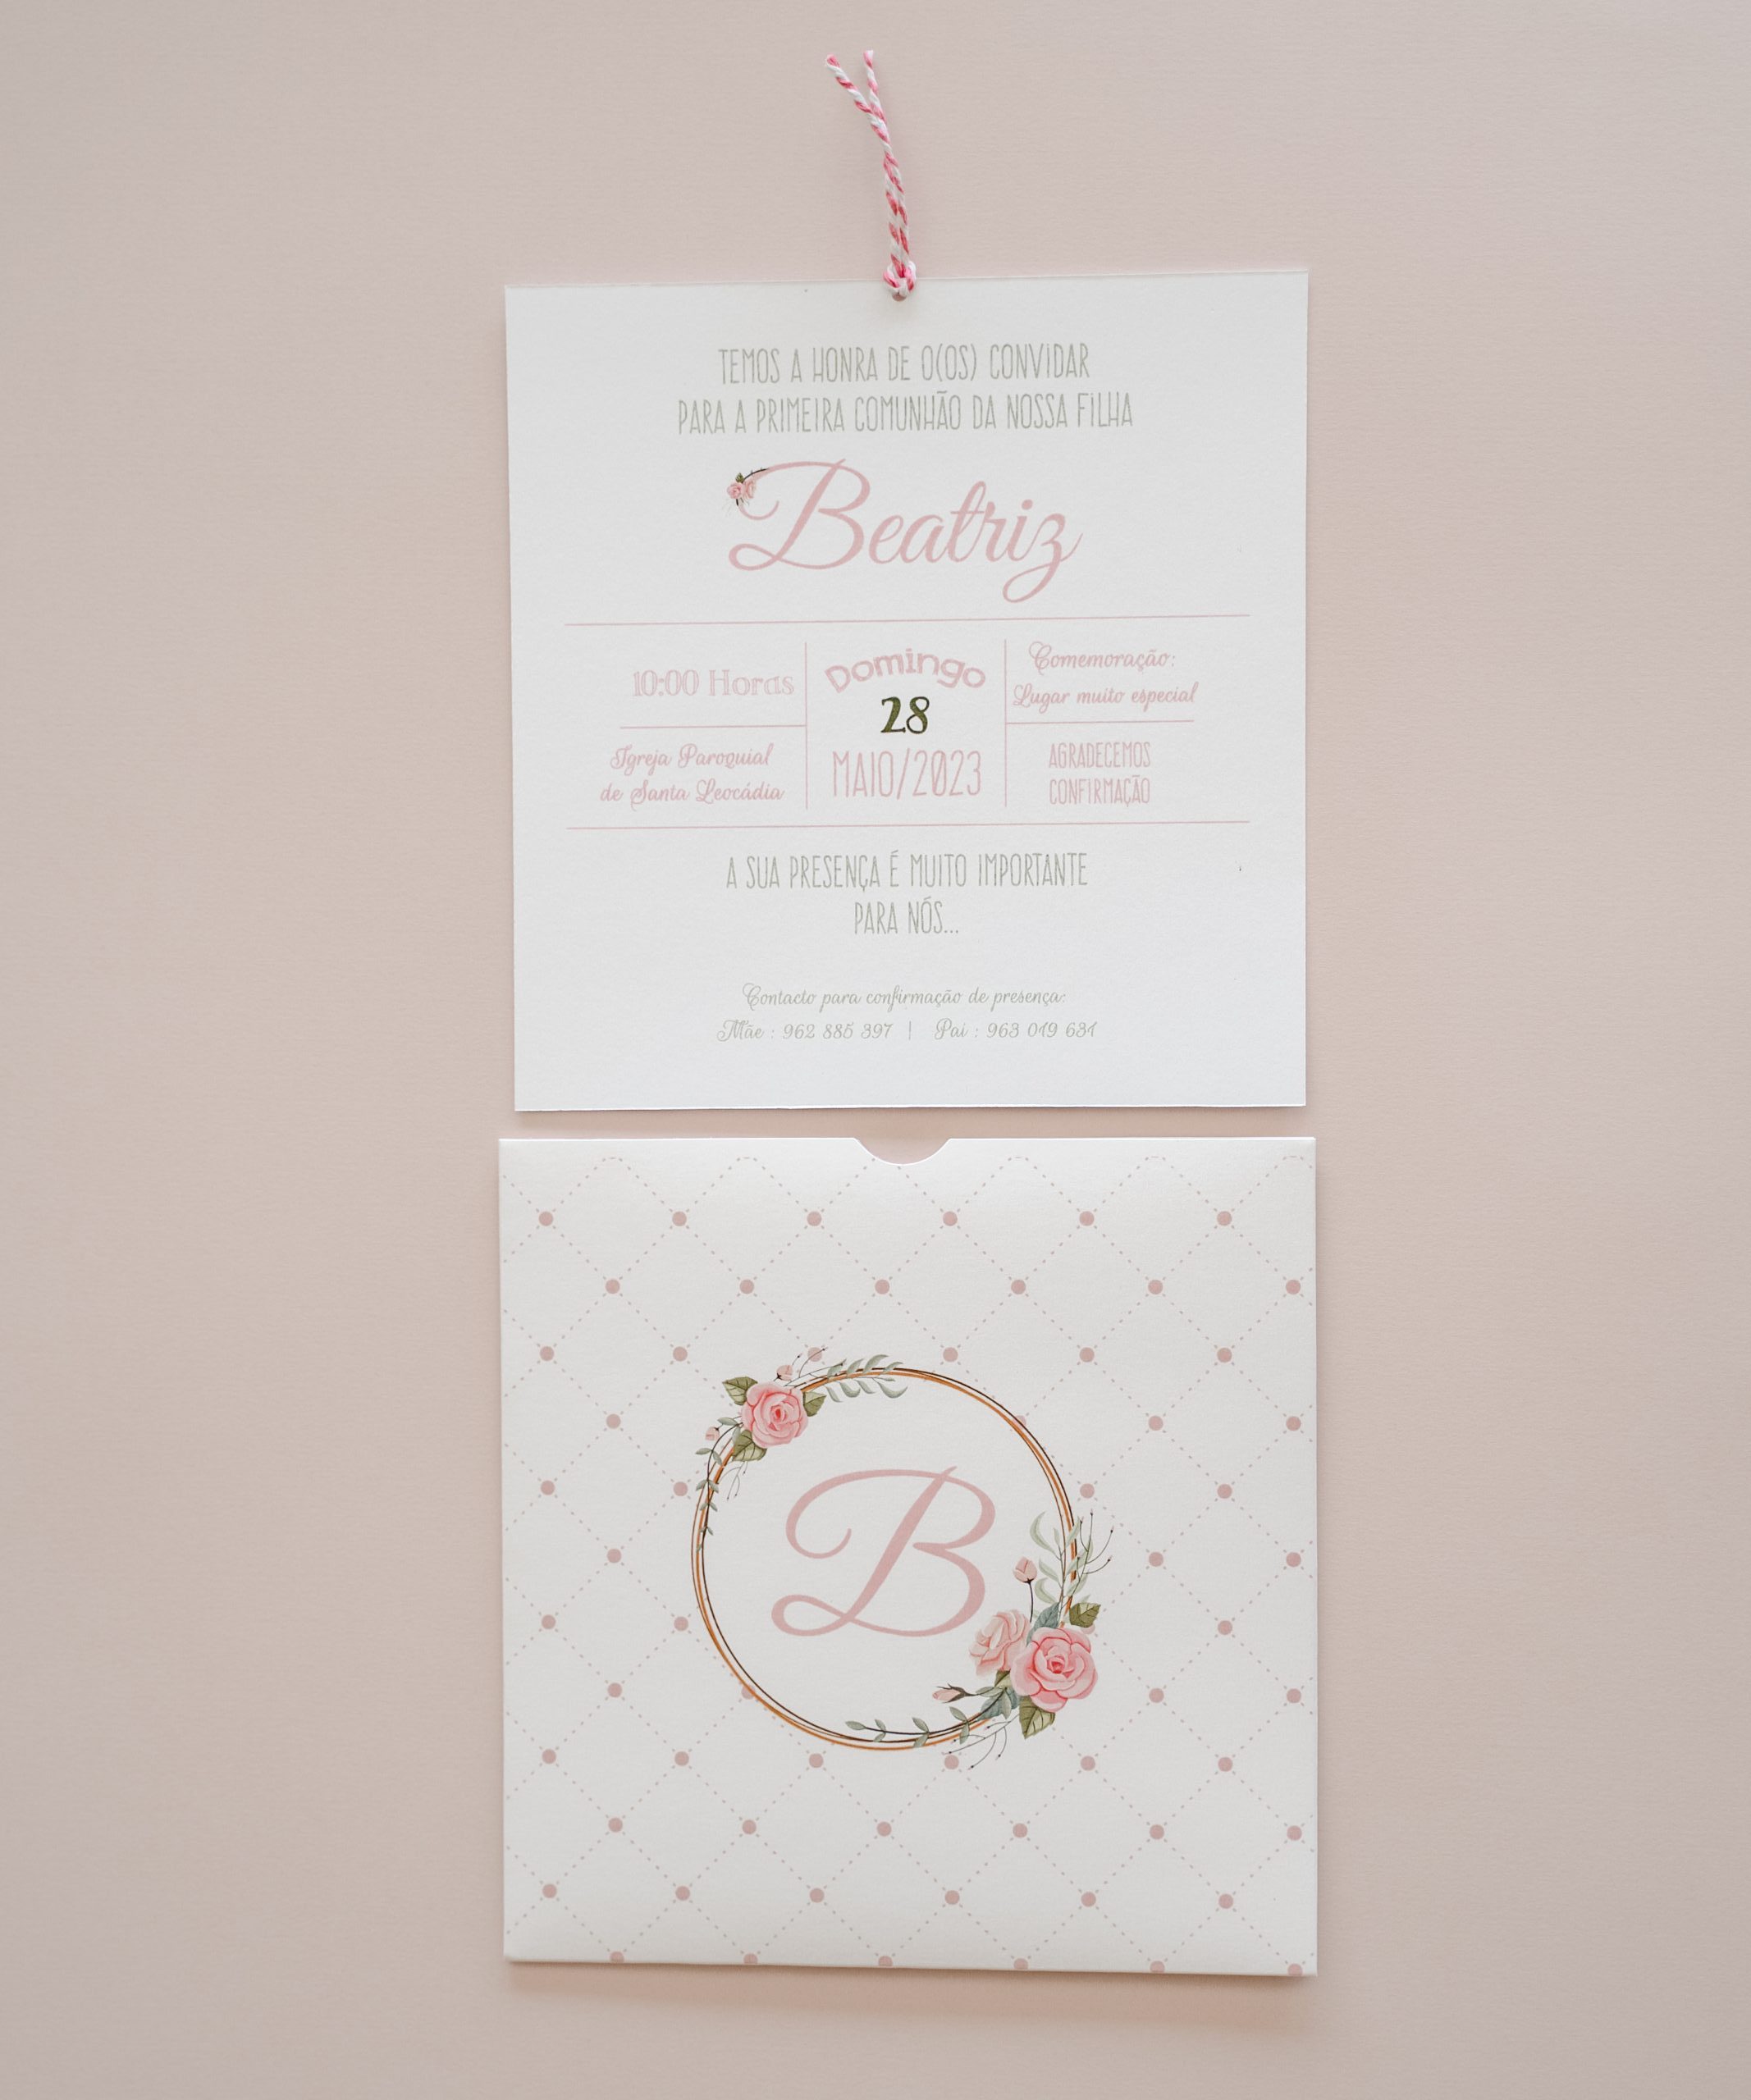 TEMOS A HONRA DE O(OS) CONVIDAR
PARA A PRIMEIRA COMUNHÃO DA NOSSA FILHA
Beatriz
10:00 Horas
Igreja Paroquial
de Santa Leocádia
Domingo
28
MAIO/2023
Comemoração:
Lugar muito especial
AGRADECEMOS
CONFIRMAÇÃO
A SUA PRESENÇA É MUITO IMPORTANTE
PARA NÓS...
Contacto para confirmação de presença:
Mãe : 962 885 397 | Pai : 963 019 631
B